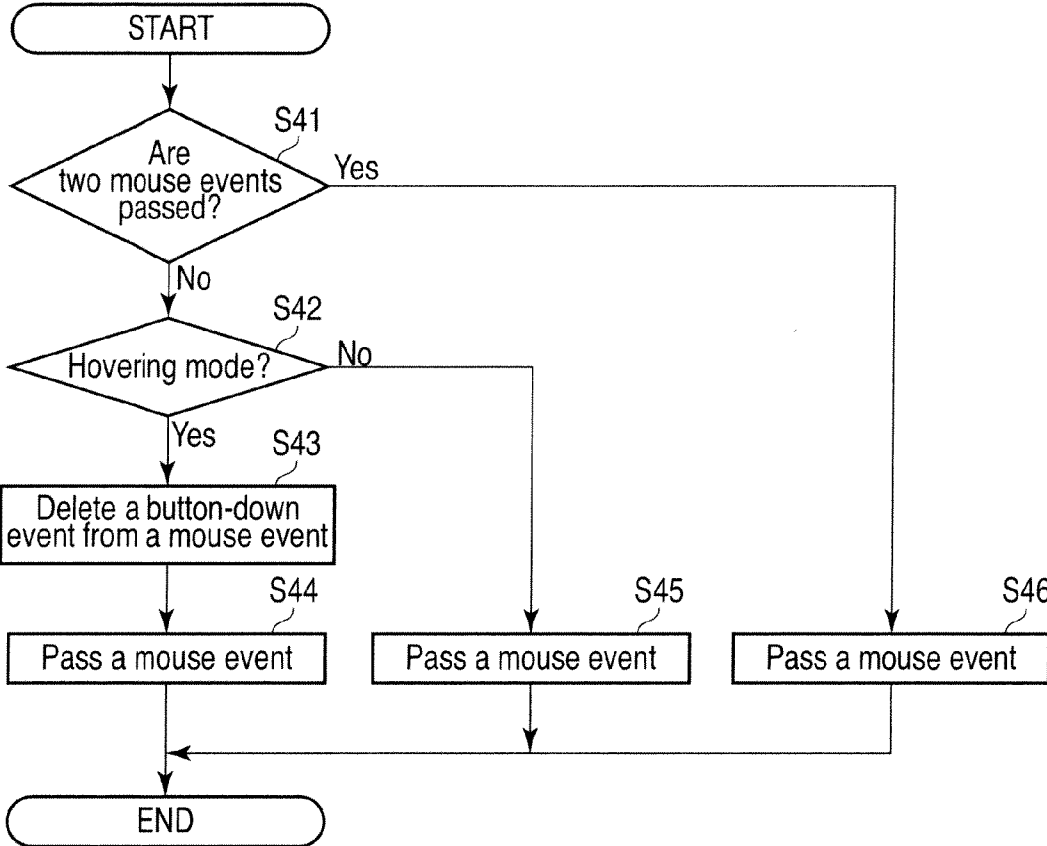 START
S41
Are
two mouse events
passed?
Yes
No
S42
Hovering mode?
No
Yes
S43
Delete a button-down
event from a mouse event
S44
Pass a mouse event
S45
Pass a mouse event
S46
Pass a mouse event
END